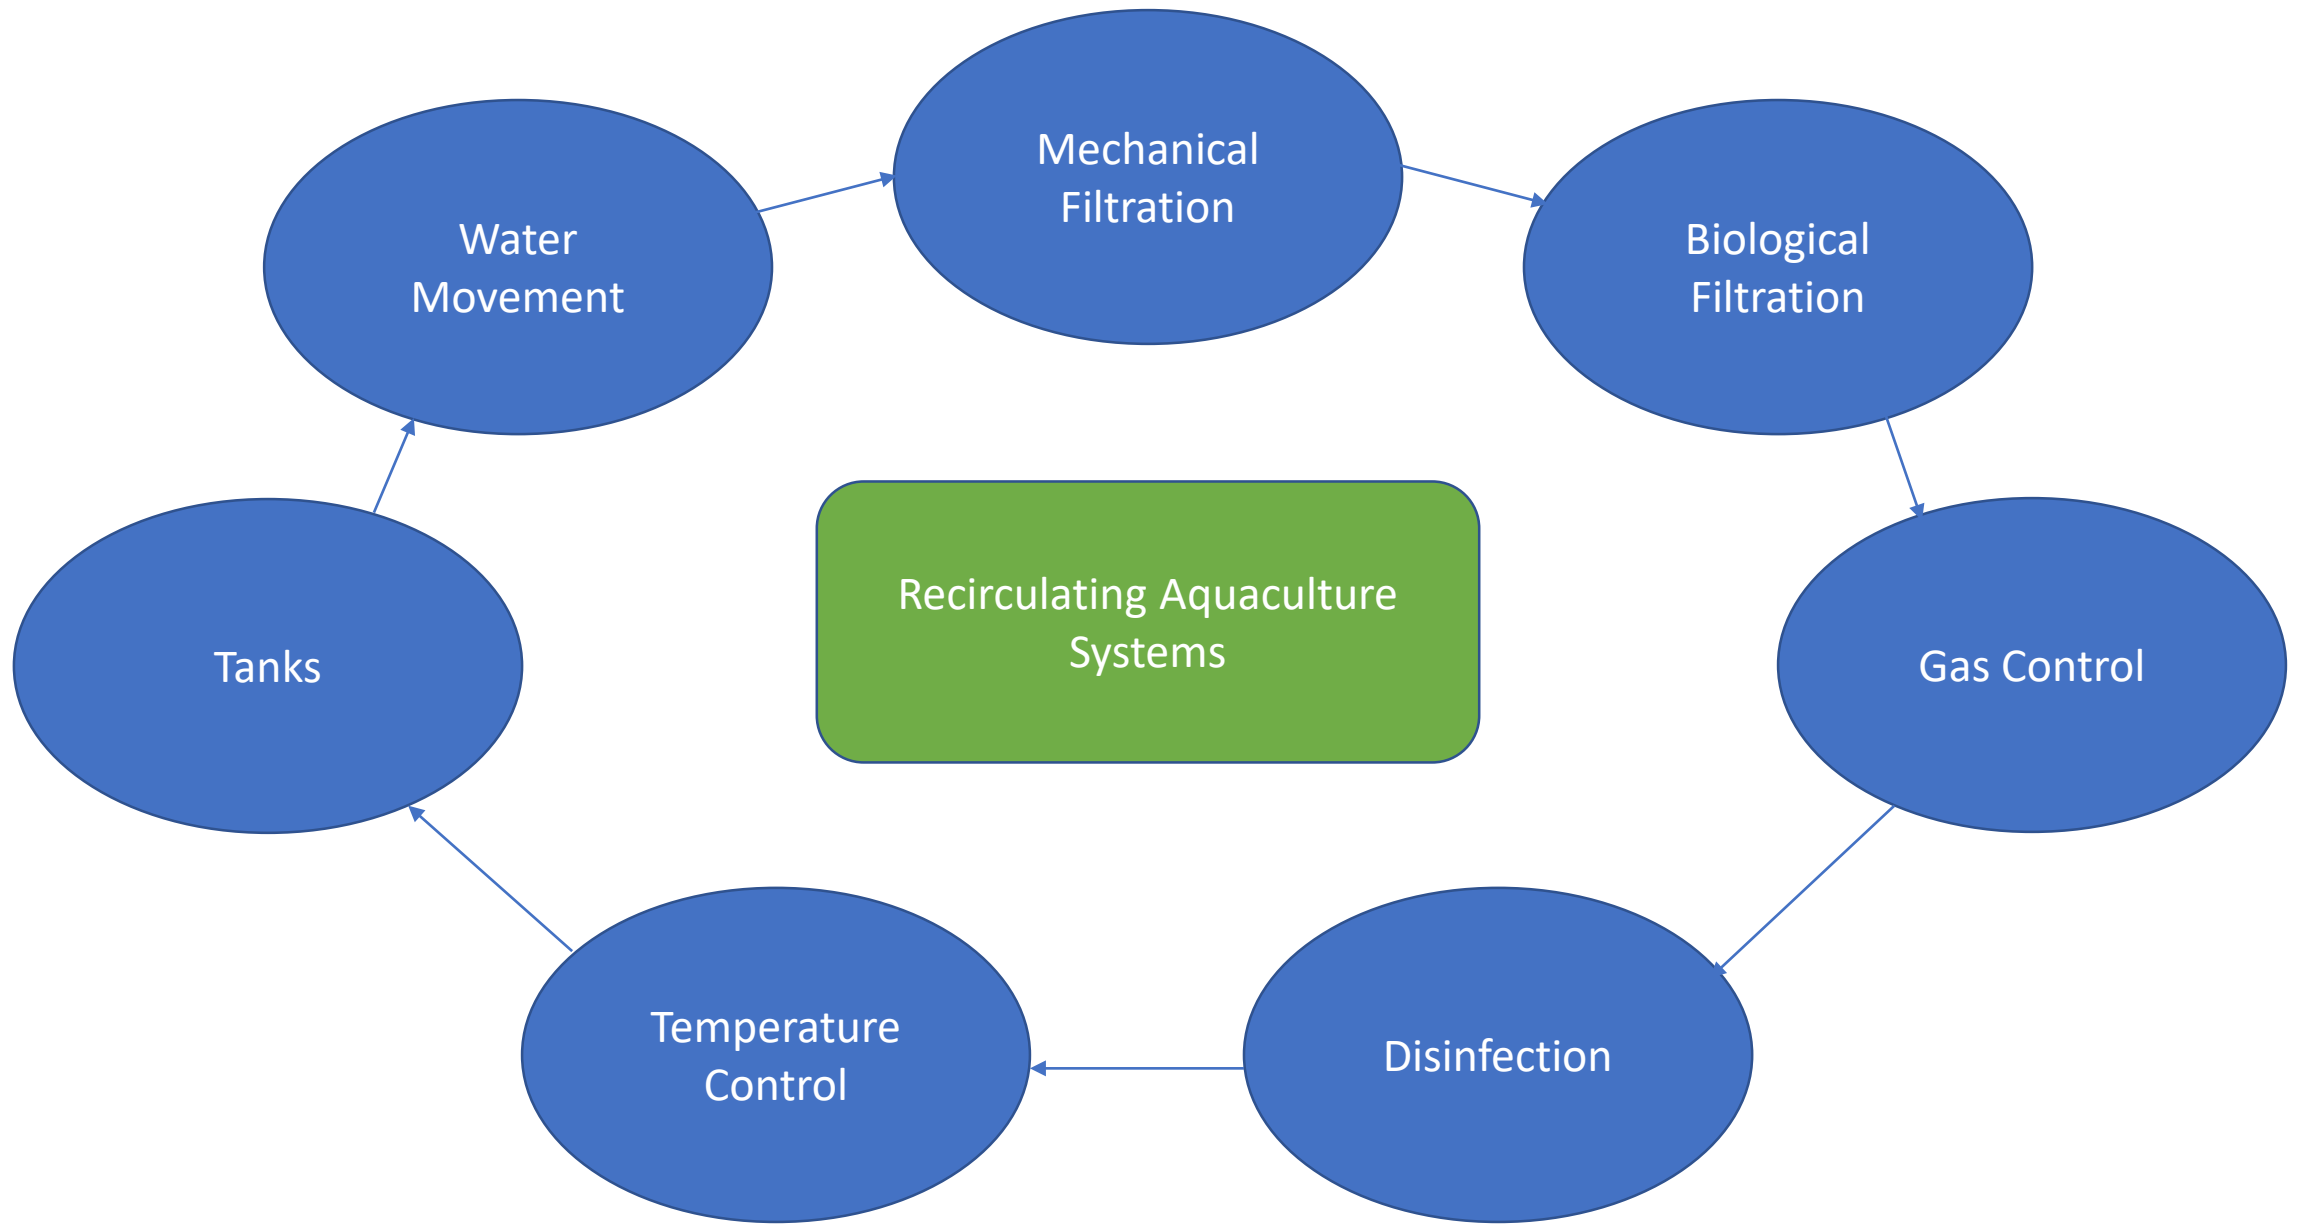 Mechanical
Filtration
Water
Movement
Biological
Filtration
Recirculating Aquaculture
Systems
Tanks
Gas Control
Temperature
Control
Disinfection